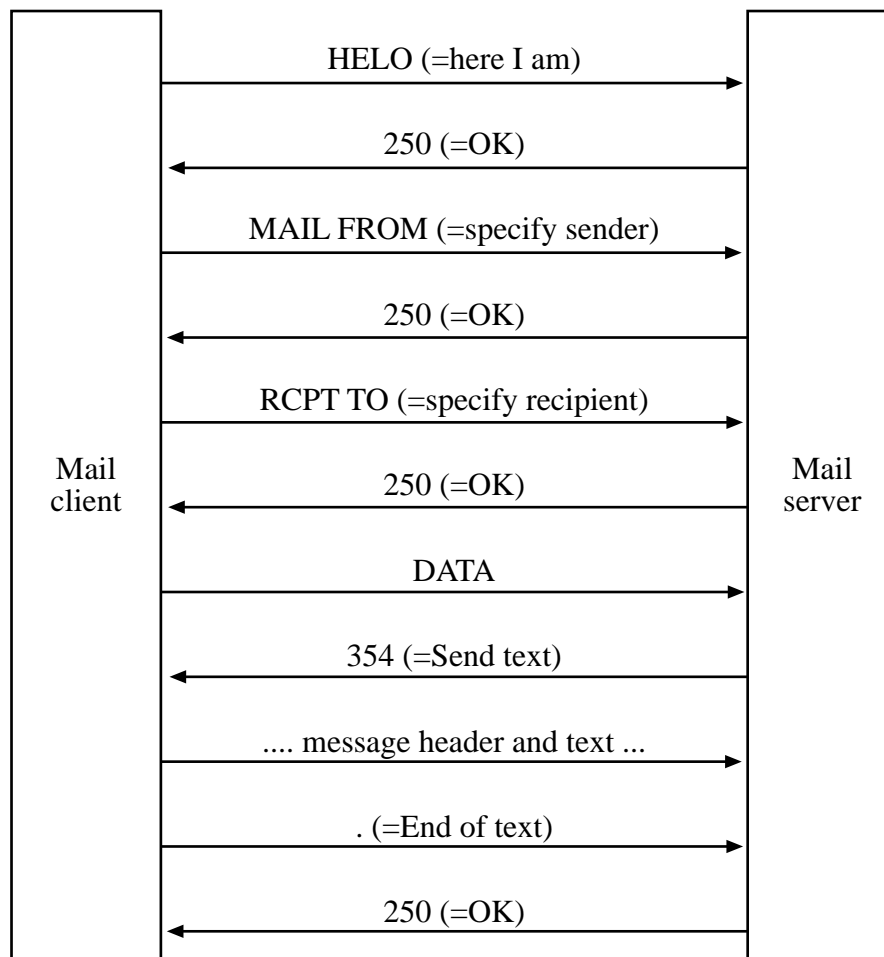 HELO (=here I am)
250 (=OK)
MAIL FROM (=specify sender)
250 (=OK)
RCPT TO (=specify recipient)
Mail
client
250 (=OK)
Mail
server
DATA
354 (=Send text)
.... message header and text ...
. (=End of text)
250 (=OK)